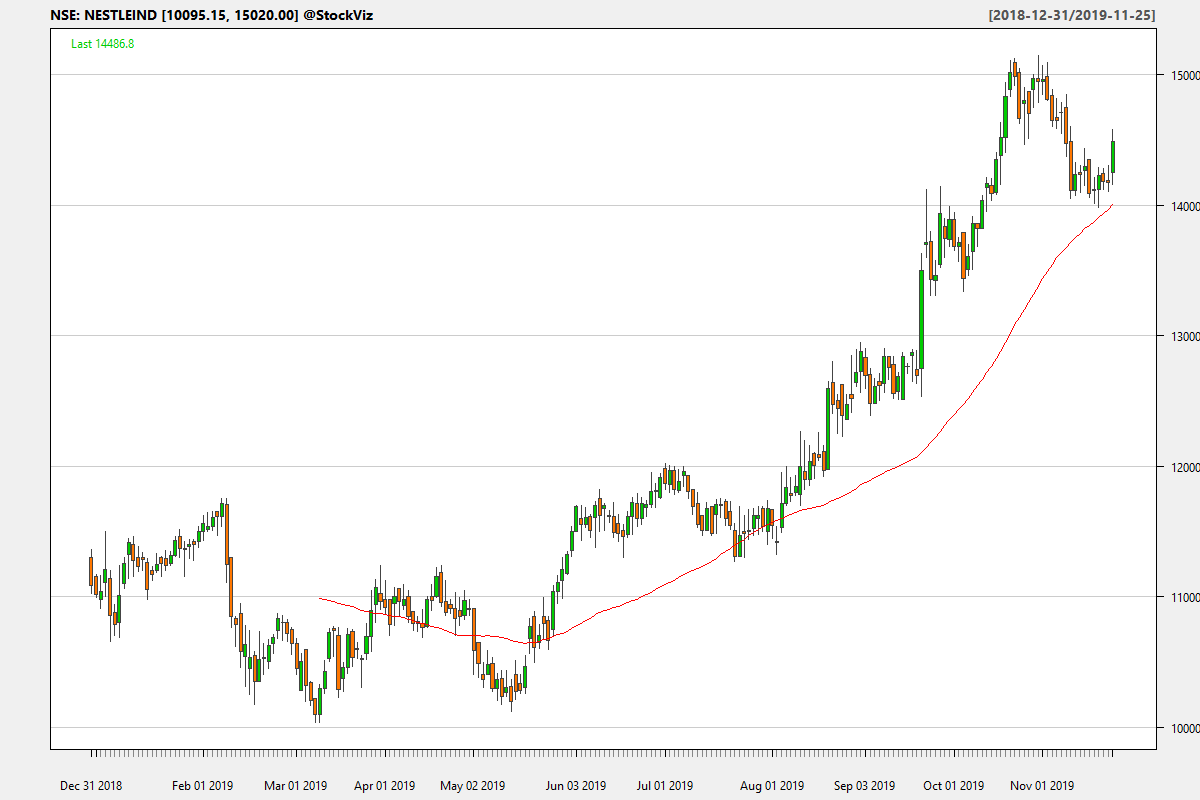 NSE: NESTLEIND [10095.15, 15020.00] @StockViz
[2018-12-31/2019-11-25]
Last 14486.8
15000
14000
13000
12000
11000
10000
Dec 31 2018
Feb 01 2019
Mar 01 2019
Apr 01 2019
May 02 2019
Jun 03 2019
Jul 01 2019
Aug 01 2019
Sep 03 2019
Oct 01 2019
Nov 01 2019